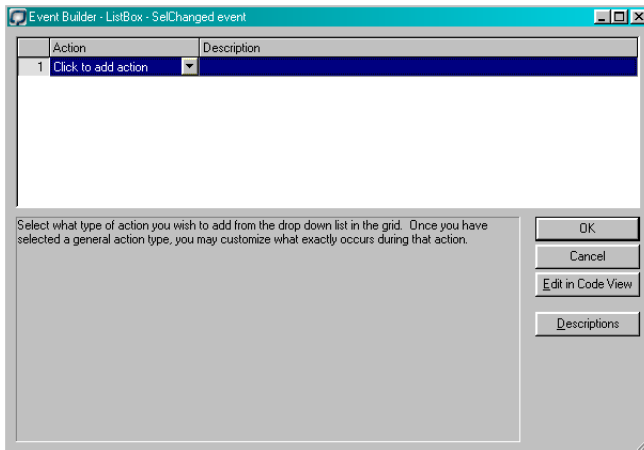 Event Builder - ListBox - SelChanged event
Action Description
1 Click to add action
Select what type of action you wish to add from the drop down list in the grid. Once you have
selected a general action type, you may customize what exactly occurs during that action.
OK
Cancel
Edit in Code View
Descriptions